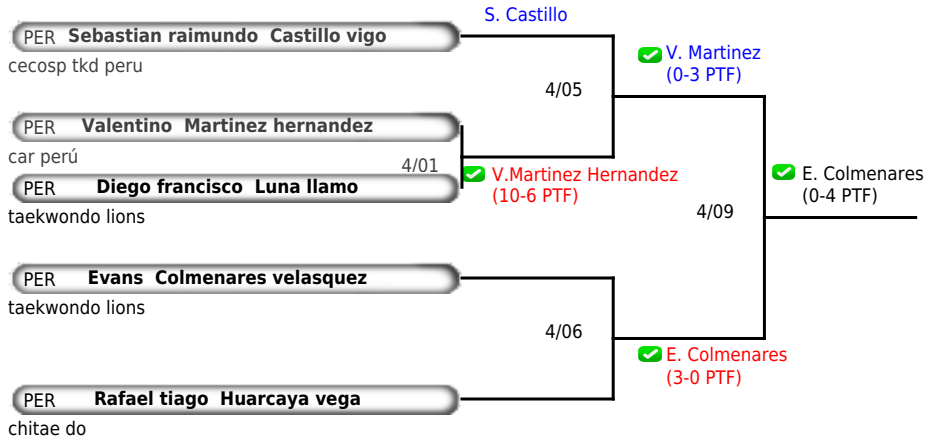 S. Castillo
PER Sebastian raimundo Castillo vigo
cecosp tkd peru
V. Martinez
(0-3 PTF)
4/05
PER Valentino Martinez hernandez
car perú
4/01
V.Martinez Hernandez
(10-6 PTF)
PER Diego francisco Luna llamo
taekwondo lions
E. Colmenares
(0-4 PTF)
4/09
PER Evans Colmenares velasquez
taekwondo lions
4/06
E. Colmenares
(3-0 PTF)
PER Rafael tiago Huarcaya vega
chitae do